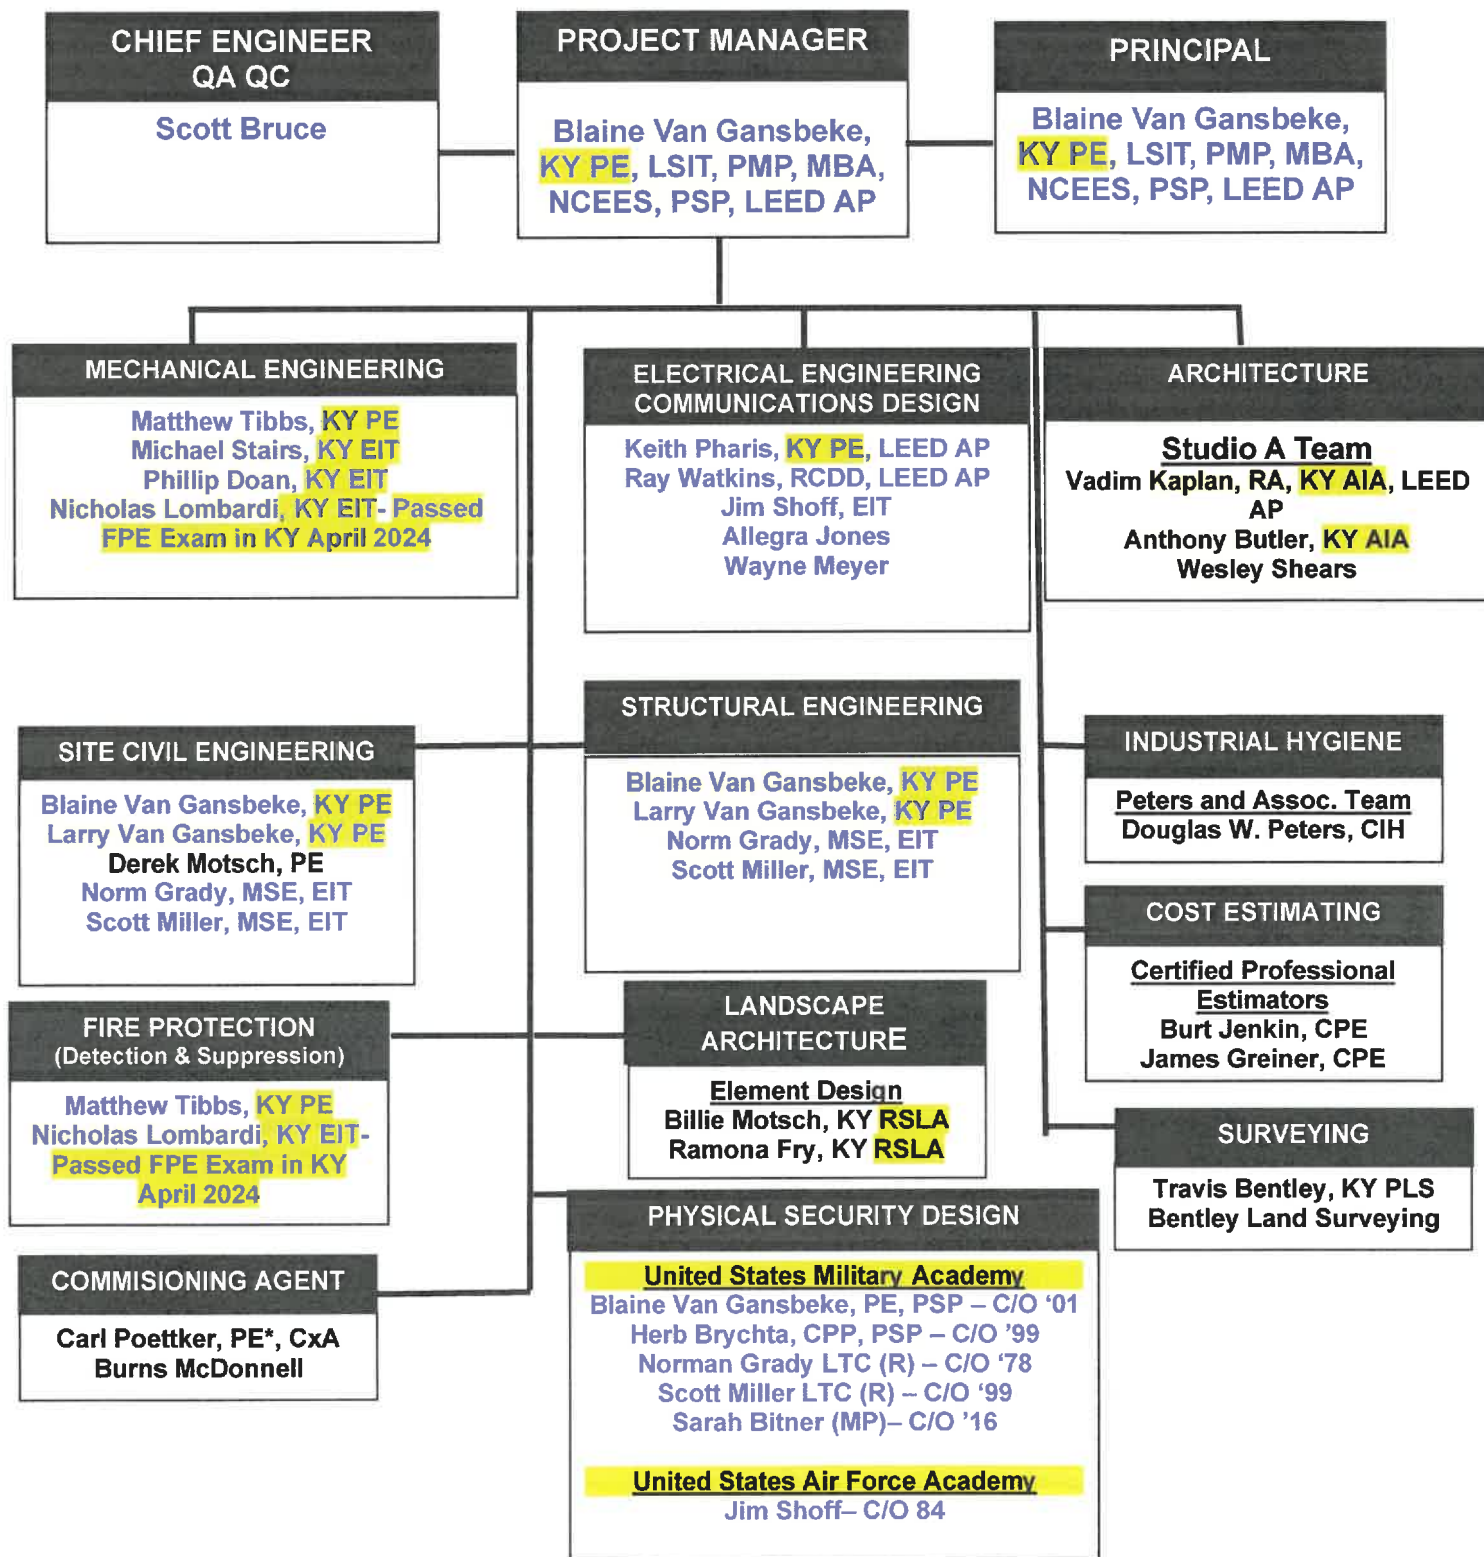 CHIEF ENGINEER
QA QC
Scott Bruce
PROJECT MANAGER
Blaine Van Gansbeke,
KY PE, LSIT, PMP, MBA,
NCEES, PSP, LEED AP
PRINCIPAL
Blaine Van Gansbeke,
KY PE, LSIT, PMP, MBA,
NCEES, PSP, LEED AP
MECHANICAL ENGINEERING
Matthew Tibbs, KY PE
Michael Stairs, KY EIT
Phillip Doan, KY EIT
Nicholas Lombardi, KY EIT- Passed
FPE Exam in KY April 2024
ELECTRICAL ENGINEERING
COMMUNICATIONS DESIGN
Keith Pharis, KY PE, LEED AP
Ray Watkins, RCDD, LEED AP
Jim Shoff, EIT
Allegra Jones
Wayne Meyer
ARCHITECTURE
Studio A Team
Vadim Kaplan, RA, KY AIA, LEED
AP
Anthony Butler, KY AIA
Wesley Shears
SITE CIVIL ENGINEERING
Blaine Van Gansbeke, KY PE
Larry Van Gansbeke, KY PE
Derek Motsch, PE
Norm Grady, MSE, EIT
Scott Miller, MSE, EIT
STRUCTURAL ENGINEERING
Blaine Van Gansbeke, KY PE
Larry Van Gansbeke, KY PE
Norm Grady, MSE, EIT
Scott Miller, MSE, EIT
INDUSTRIAL HYGIENE
Peters and Assoc. Team
Douglas W. Peters, CIH
COST ESTIMATING
Certified Professional
Estimators
Burt Jenkin, CPE
James Greiner, CPE
FIRE PROTECTION
(Detection & Suppression)
Matthew Tibbs, KY PE
Nicholas Lombardi, KY EIT-
Passed FPE Exam in KY
April 2024
LANDSCAPE
ARCHITECTURE
Element Design
Billie Motsch, KY RSLA
Ramona Fry, KY RSLA
SURVEYING
Travis Bentley, KY PLS
Bentley Land Surveying
COMMISIONING AGENT
Carl Poettker, PE*, CxA
Burns McDonnell
PHYSICAL SECURITY DESIGN
United States Military Academy
Blaine Van Gansbeke, PE, PSP – C/O ‘01
Herb Brychta, CPP, PSP – C/O ‘99
Norman Grady LTC (R) – C/O ‘78
Scott Miller LTC (R) – C/O ‘99
Sarah Bitner (MP)– C/O ’16
United States Air Force Academy
Jim Shoff– C/O 84